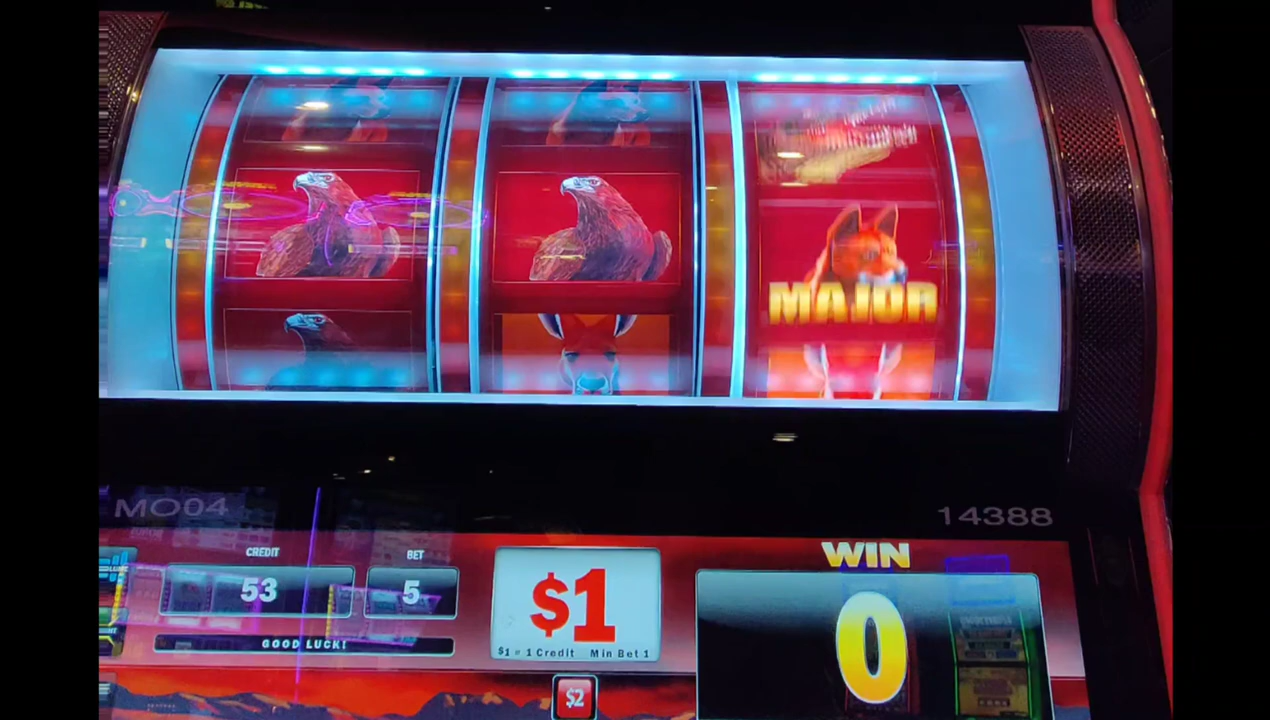 MAJOR
MO04
14388
CREDIT
BET
WIN
53
5
$1
0
GOOD LUCK!
$1 = 1 Credit Min Bet 1
$2